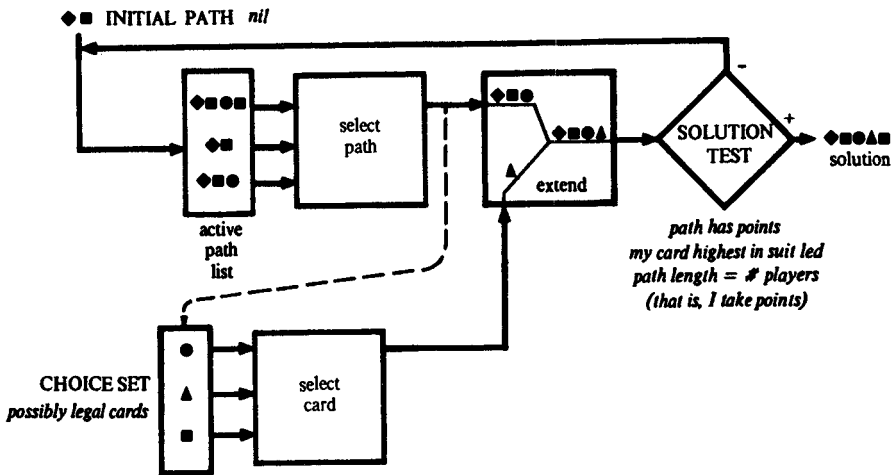 INITIAL PATH nil
select
path
active
path
list
extend
SOLUTION
TEST
-
+
solution
path has points
my card highest in suit led
path length = # players
(that is, I take points)
CHOICE SET
possibly legal cards
select
card